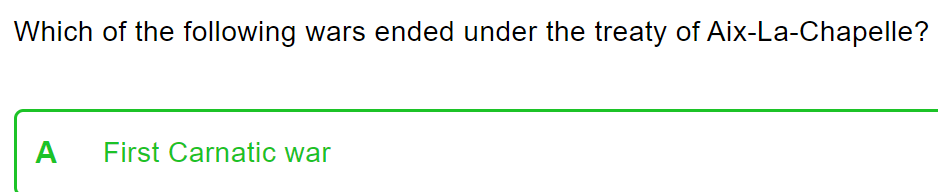 Which of the following wars ended under the treaty of Aix-La-Chapelle?
A First Carnatic war